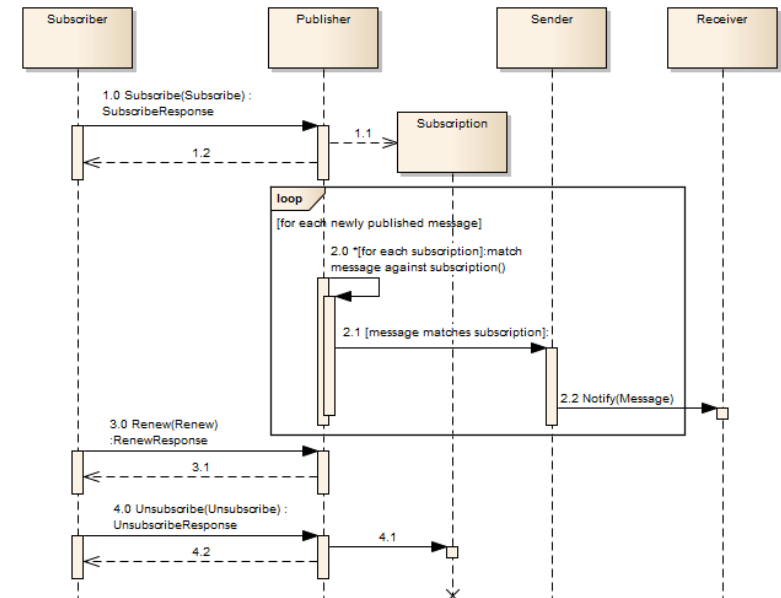 Subscriber
Publisher
Sender
Receiver
1.0 Subscribe(Subscribe) :
SubscribeResponse
Subscription
1.1
1.2
loop
[for each newly published message]
2.0 *[for each subscription]:match
message against subscription()
2.1 [message matches subscription]:
2.2 Notify(Message)
3.0 Renew(Renew)
:RenewResponse
3.1
4.0 Unsubscribe(Unsubscribe) :
UnsubscribeResponse
4.1
4.2